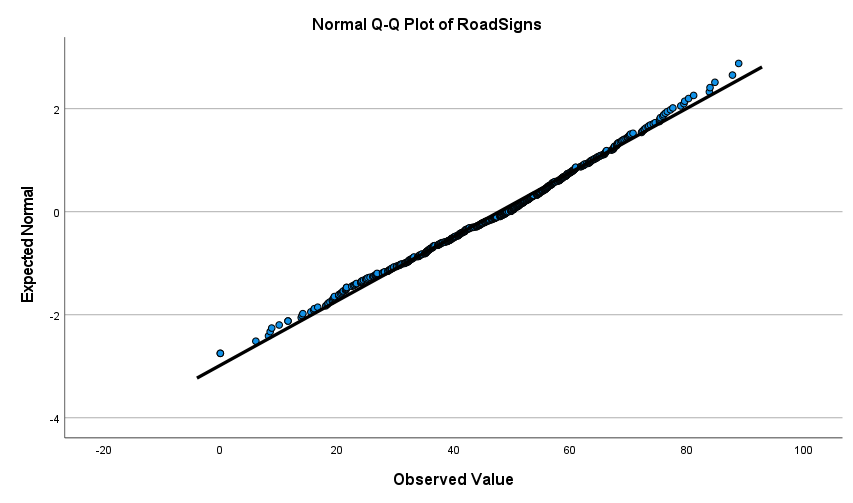 Normal Q-Q Plot of RoadSigns
Expected Normal
2
0
-2
-4
-20 0 20 40 60 80 100
Observed Value